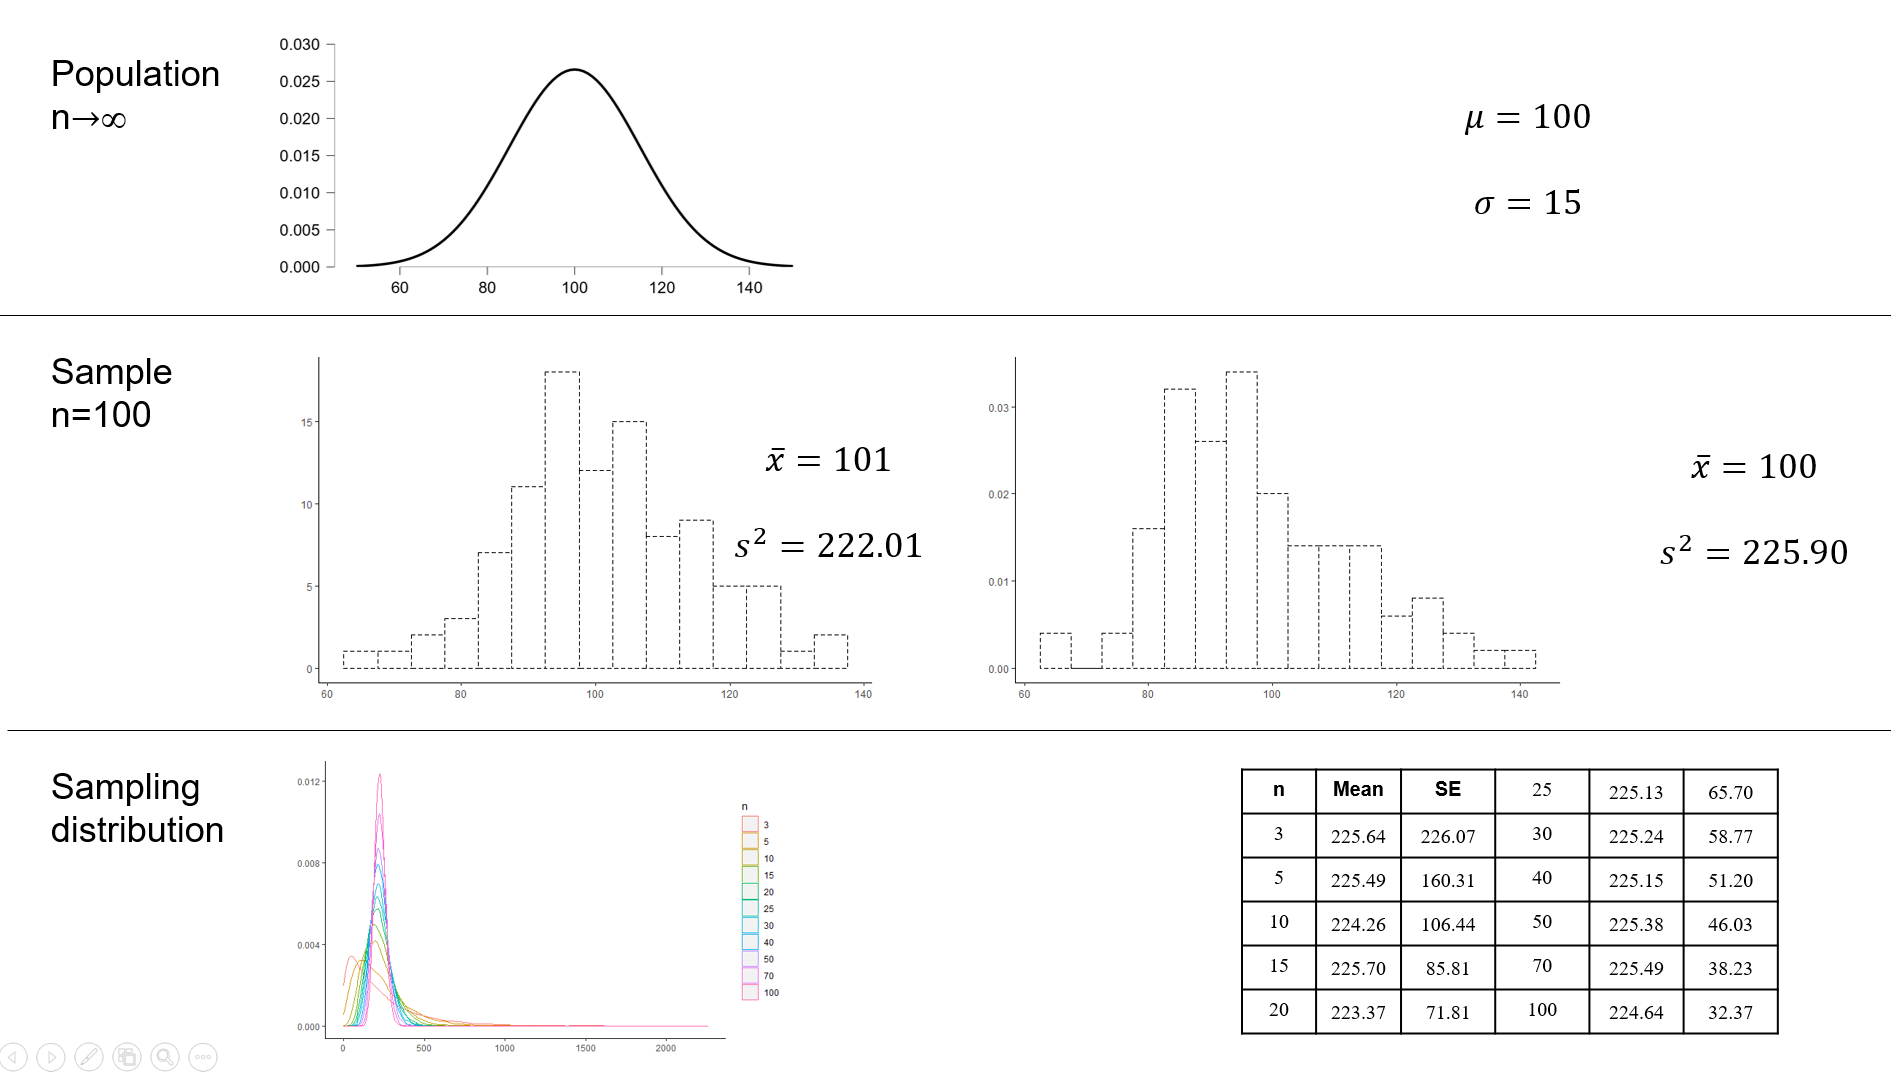 Population
n→∞
0.030
0.025
0.020
0.015
0.010
0.005
0.000
60 80 100 120 140
μ = 100
σ = 15
Sample
n=100
15
10
5
0
60 80 100 120 140
x̄ = 101
s² = 222.01
0.03
0.02
0.01
0.00
60 80 100 120 140
x̄ = 100
s² = 225.90
Sampling
distribution
0.012
0.008
0.004
0.000
0 500 1000 1500 2000
n
3
5
10
15
20
25
30
40
50
70
100
n Mean SE 25 225.13 65.70
3 225.64 226.07 30 225.24 58.77
5 225.49 160.31 40 225.15 51.20
10 224.26 106.44 50 225.38 46.03
15 225.70 85.81 70 225.49 38.23
20 223.37 71.81 100 224.64 32.37